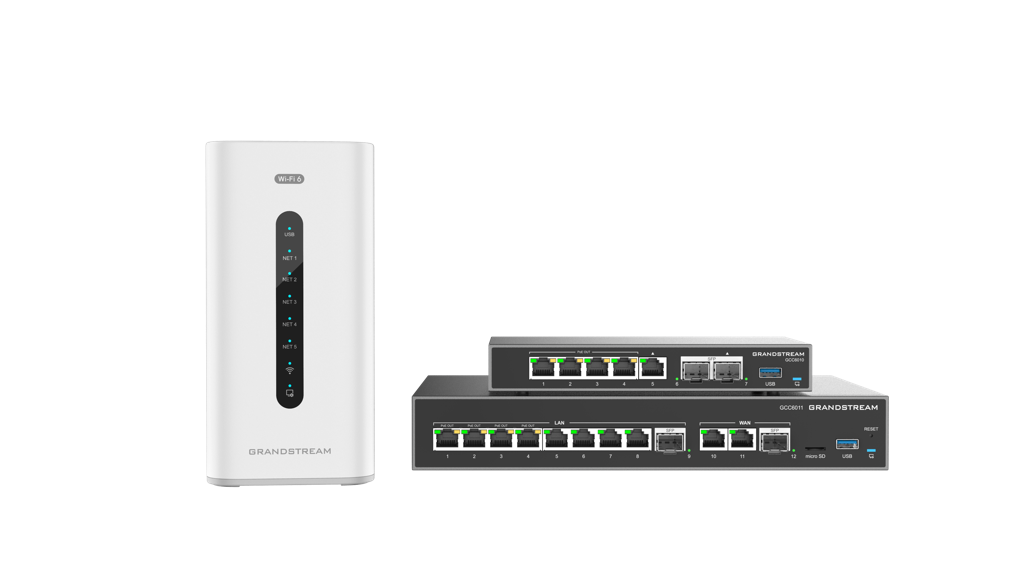 Wi-Fi 6
USB
NET 1
NET 2
NET 3
NET 4
NET 5
GRANDSTREAM
PoE OUT
SFP
GRANDSTREAM
GCC6010
1 2 3 4 5 6 7 USB
GCC6011 GRANDSTREAM
LAN WAN
PoE OUT PoE OUT PoE OUT PoE OUT SFP SFP RESET
1 2 3 4 5 6 7 8 9 10 11 12 micro SD USB